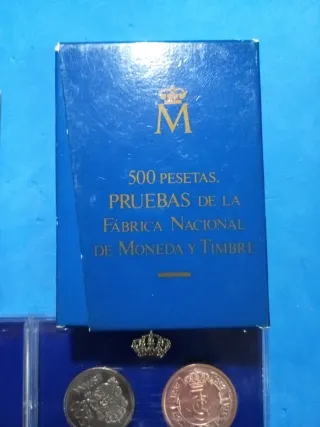 M
500 PESETAS.
PRUEBAS DE LA
FÁBRICA NACIONAL
DE MONEDA Y TIMBRE